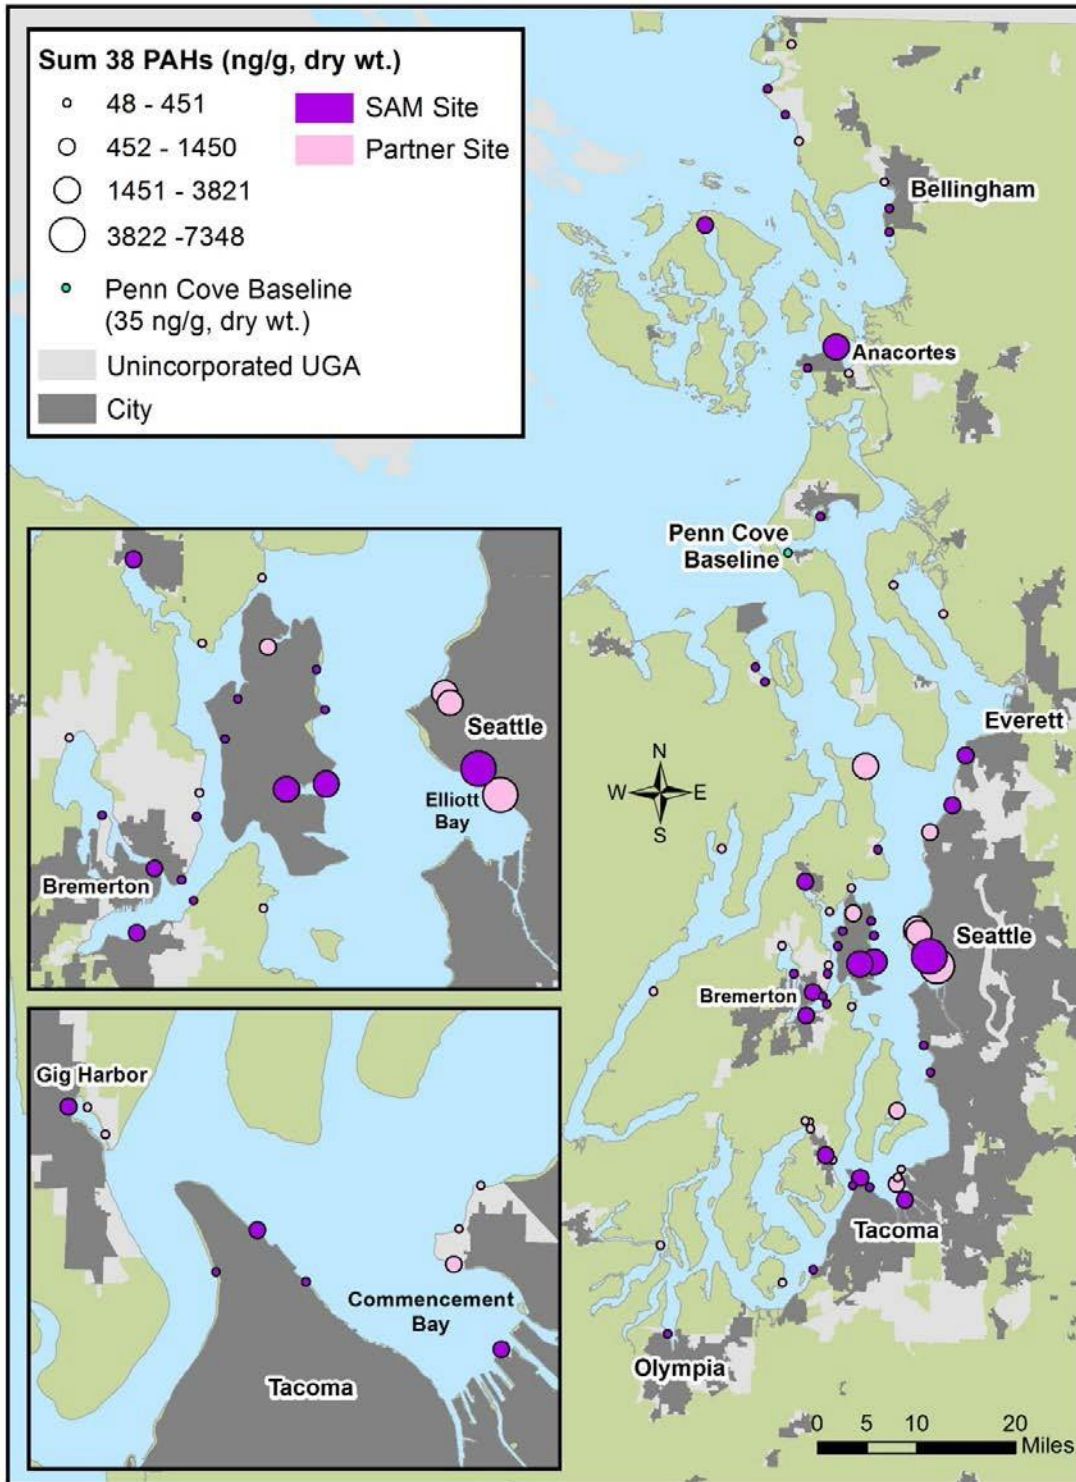 Sum 38 PAHs (ng/g, dry wt.)
48 - 451
452 - 1450
1451 - 3821
3822 -7348
SAM Site
Partner Site
Penn Cove Baseline
(35 ng/g, dry wt.)
Unincorporated UGA
City
Bellingham
Anacortes
Penn Cove
Baseline
Everett
N
W
E
S
Seattle
Bremerton
Tacoma
Olympia
0 5 10 20
Miles
Seattle
Elliott
Bay
Bremerton
Gig Harbor
Commencement
Bay
Tacoma